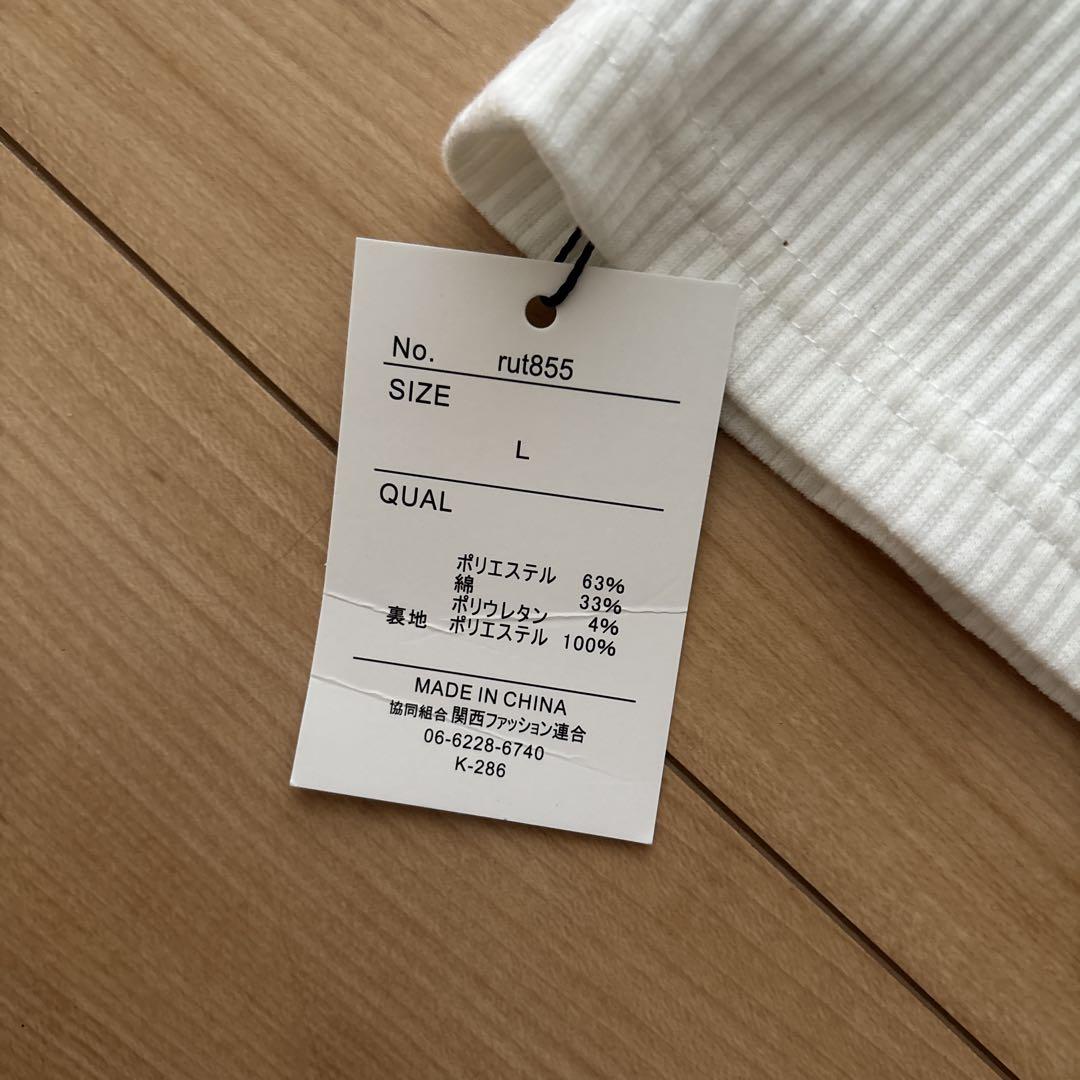 No. rut855
SIZE
L
QUAL
ポリエステル 63%
綿 33%
ポリウレタン 4%
裏地 ポリエステル 100%
MADE IN CHINA
協同組合 関西ファッション連合
06-6228-6740
K-286